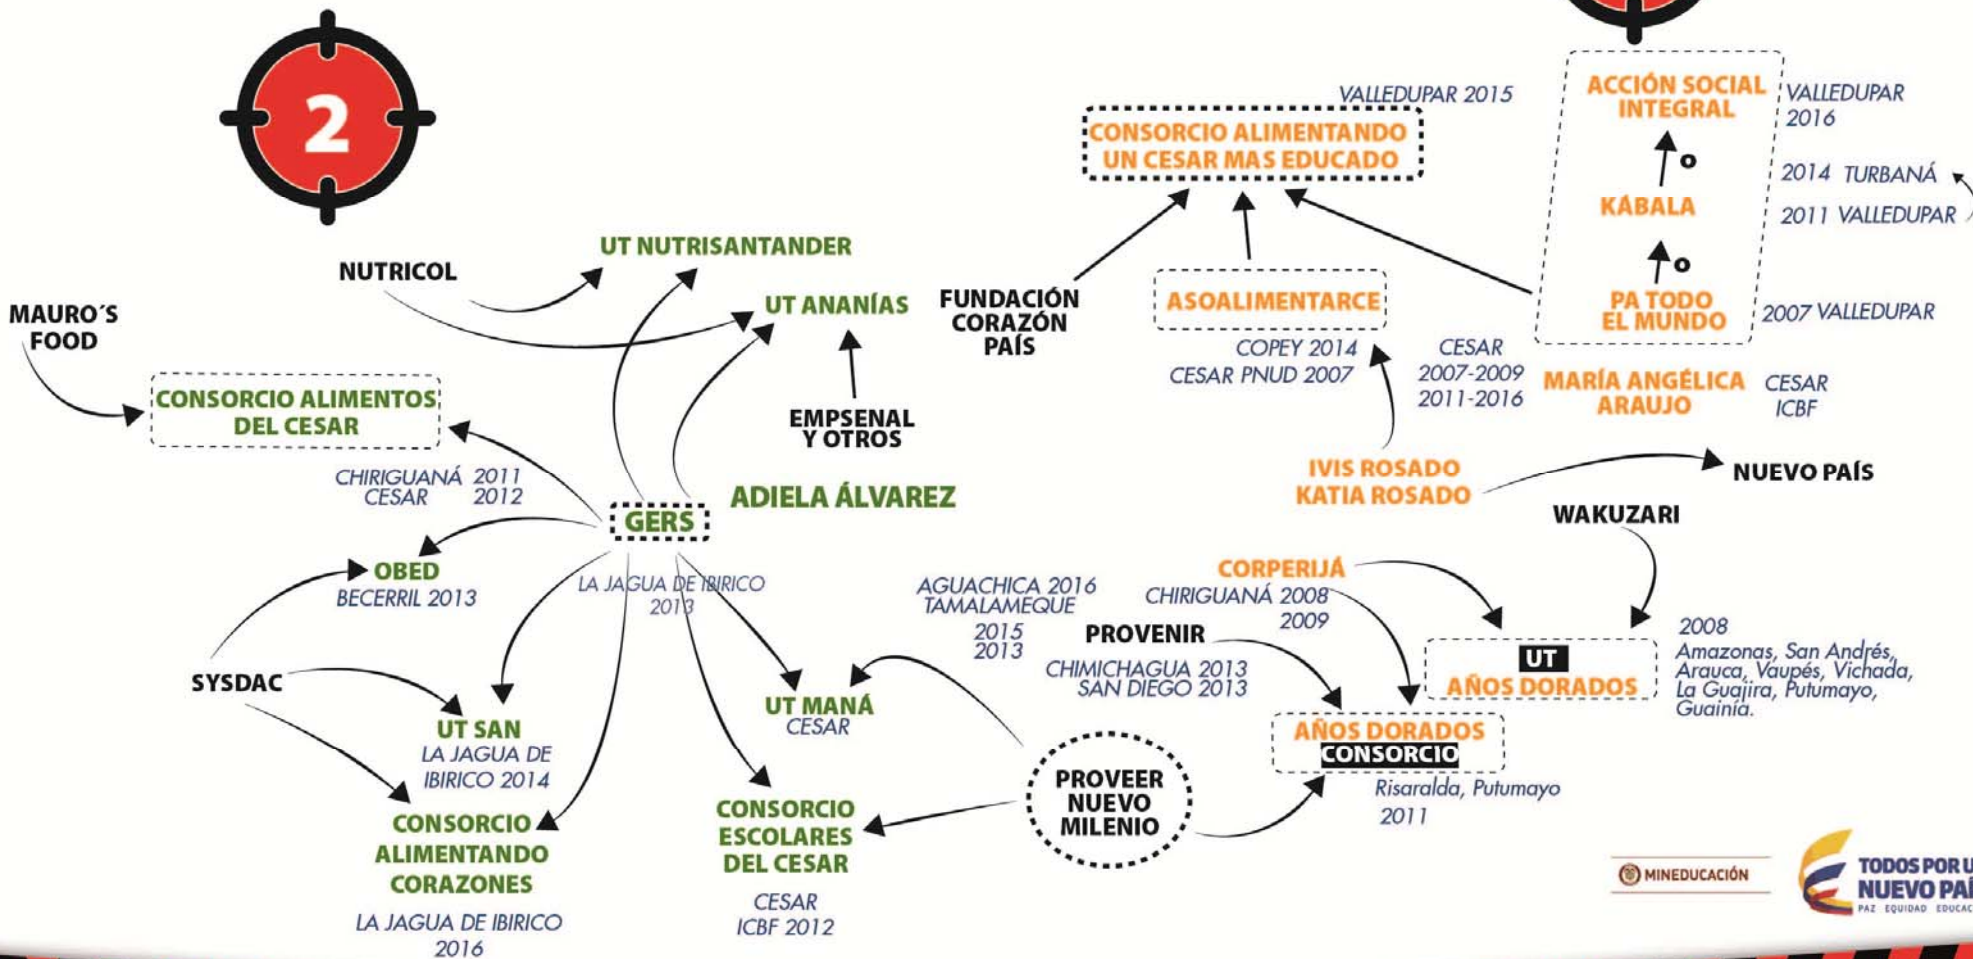 2
NUTRICOL
UT NUTRISANTANDER
MAURO´S
FOOD
UT ANANÍAS
CONSORCIO ALIMENTOS
DEL CESAR
EMPSENAL
Y OTROS
CHIRIGUANÁ 2011
CESAR 2012
ADIELA ÁLVAREZ
GERS
OBED
BECERRIL 2013
LA JAGUA DE IBIRICO
2013
SYSDAC
UT SAN
LA JAGUA DE
IBIRICO 2014
UT MANÁ
CESAR
CONSORCIO
ALIMENTANDO
CORAZONES
LA JAGUA DE IBIRICO
2016
CONSORCIO
ESCOLARES
DEL CESAR
CESAR
ICBF 2012
PROVEER
NUEVO
MILENIO
VALLEDUPAR 2015
CONSORCIO ALIMENTANDO
UN CESAR MAS EDUCADO
FUNDACIÓN
CORAZÓN
PAÍS
ASOALIMENTARCE
COPEY 2014
CESAR PNUD 2007
CESAR
2007-2009
2011-2016
ACCIÓN SOCIAL
INTEGRAL
VALLEDUPAR
2016
o
2014 TURBANÁ
KÁBALA
2011 VALLEDUPAR
o
PA TODO
EL MUNDO
2007 VALLEDUPAR
MARÍA ANGÉLICA
ARAUJO
CESAR
ICBF
IVIS ROSADO
KATIA ROSADO
NUEVO PAÍS
WAKUZARI
CORPERIJÁ
CHIRIGUANÁ 2008
2009
AGUACHICA 2016
TAMALAMEQUE
2015
2013
PROVENIR
CHIMICHAGUA 2013
SAN DIEGO 2013
UT
AÑOS DORADOS
2008
Amazonas, San Andrés,
Arauca, Vaupés, Vichada,
La Guajira, Putumayo,
Guainía.
AÑOS DORADOS
CONSORCIO
Risaralda, Putumayo
2011
MINEDUCACIÓN
TODOS POR U
NUEVO PAÍ
PAZ EQUIDAD EDUCAC